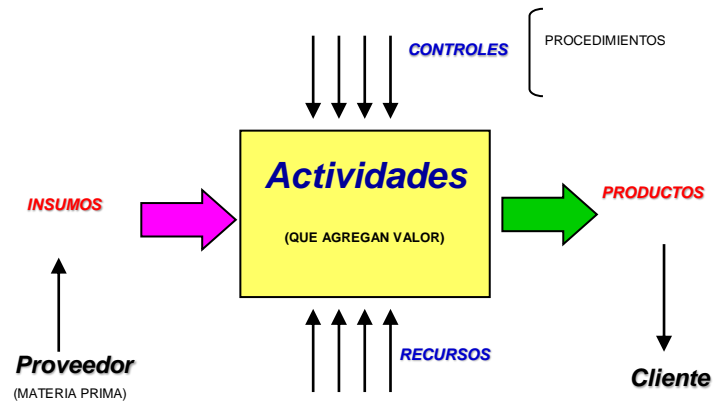 CONTROLES
PROCEDIMIENTOS
Actividades
(QUE AGREGAN VALOR)
INSUMOS
PRODUCTOS
RECURSOS
Proveedor
(MATERIA PRIMA)
Cliente